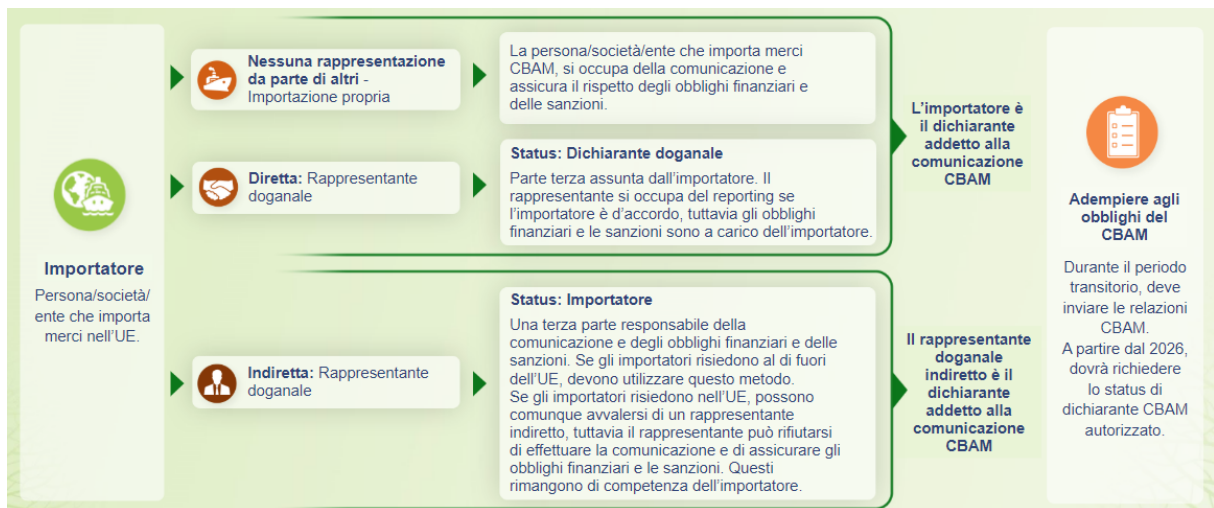 Importatore
Persona/società/
ente che importa
merci nell'UE.
Nessuna rappresentazione
da parte di altri -
Importazione propria
La persona/società/ente che importa merci
CBAM, si occupa della comunicazione e
assicura il rispetto degli obblighi finanziari e
delle sanzioni.
Diretta: Rappresentante
doganale
Status: Dichiarante doganale
Parte terza assunta dall'importatore. Il
rappresentante si occupa del reporting se
l'importatore è d'accordo, tuttavia gli obblighi
finanziari e le sanzioni sono a carico dell'importatore.
L'importatore è
il dichiarante
addetto alla
comunicazione
CBAM
Indiretta: Rappresentante
doganale
Status: Importatore
Una terza parte responsabile della
comunicazione e degli obblighi finanziari e delle
sanzioni. Se gli importatori risiedono al di fuori
dell'UE, devono utilizzare questo metodo.
Se gli importatori risiedono nell'UE, possono
comunque avvalersi di un rappresentante
indiretto, tuttavia il rappresentante può rifiutarsi
di effettuare la comunicazione e di assicurare gli
obblighi finanziari e le sanzioni. Questi
rimangono di competenza dell'importatore.
Il rappresentante
doganale
indiretto è il
dichiarante
addetto alla
comunicazione
CBAM
Adempiere agli
obblighi del
CBAM
Durante il periodo
transitorio, deve
inviare le relazioni
CBAM.
A partire dal 2026,
dovrà richiedere
lo status di
dichiarante CBAM
autorizzato.